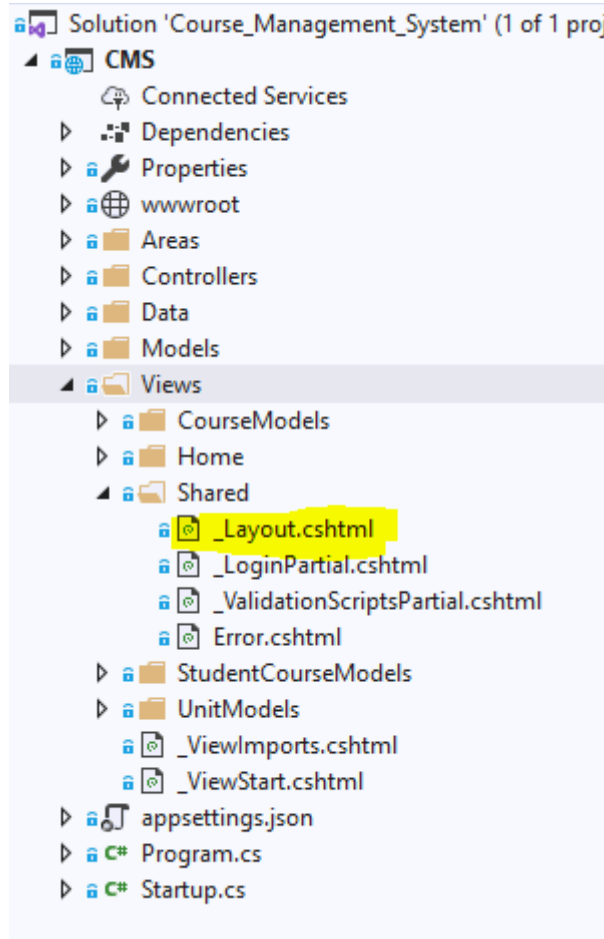 Solution 'Course_Management_System' (1 of 1 proj
CMS
Connected Services
Dependencies
Properties
wwwroot
Areas
Controllers
Data
Models
Views
CourseModels
Home
Shared
_Layout.cshtml
_LoginPartial.cshtml
_ValidationScriptsPartial.cshtml
Error.cshtml
StudentCourseModels
UnitModels
_ViewImports.cshtml
_ViewStart.cshtml
appsettings.json
C# Program.cs
C# Startup.cs